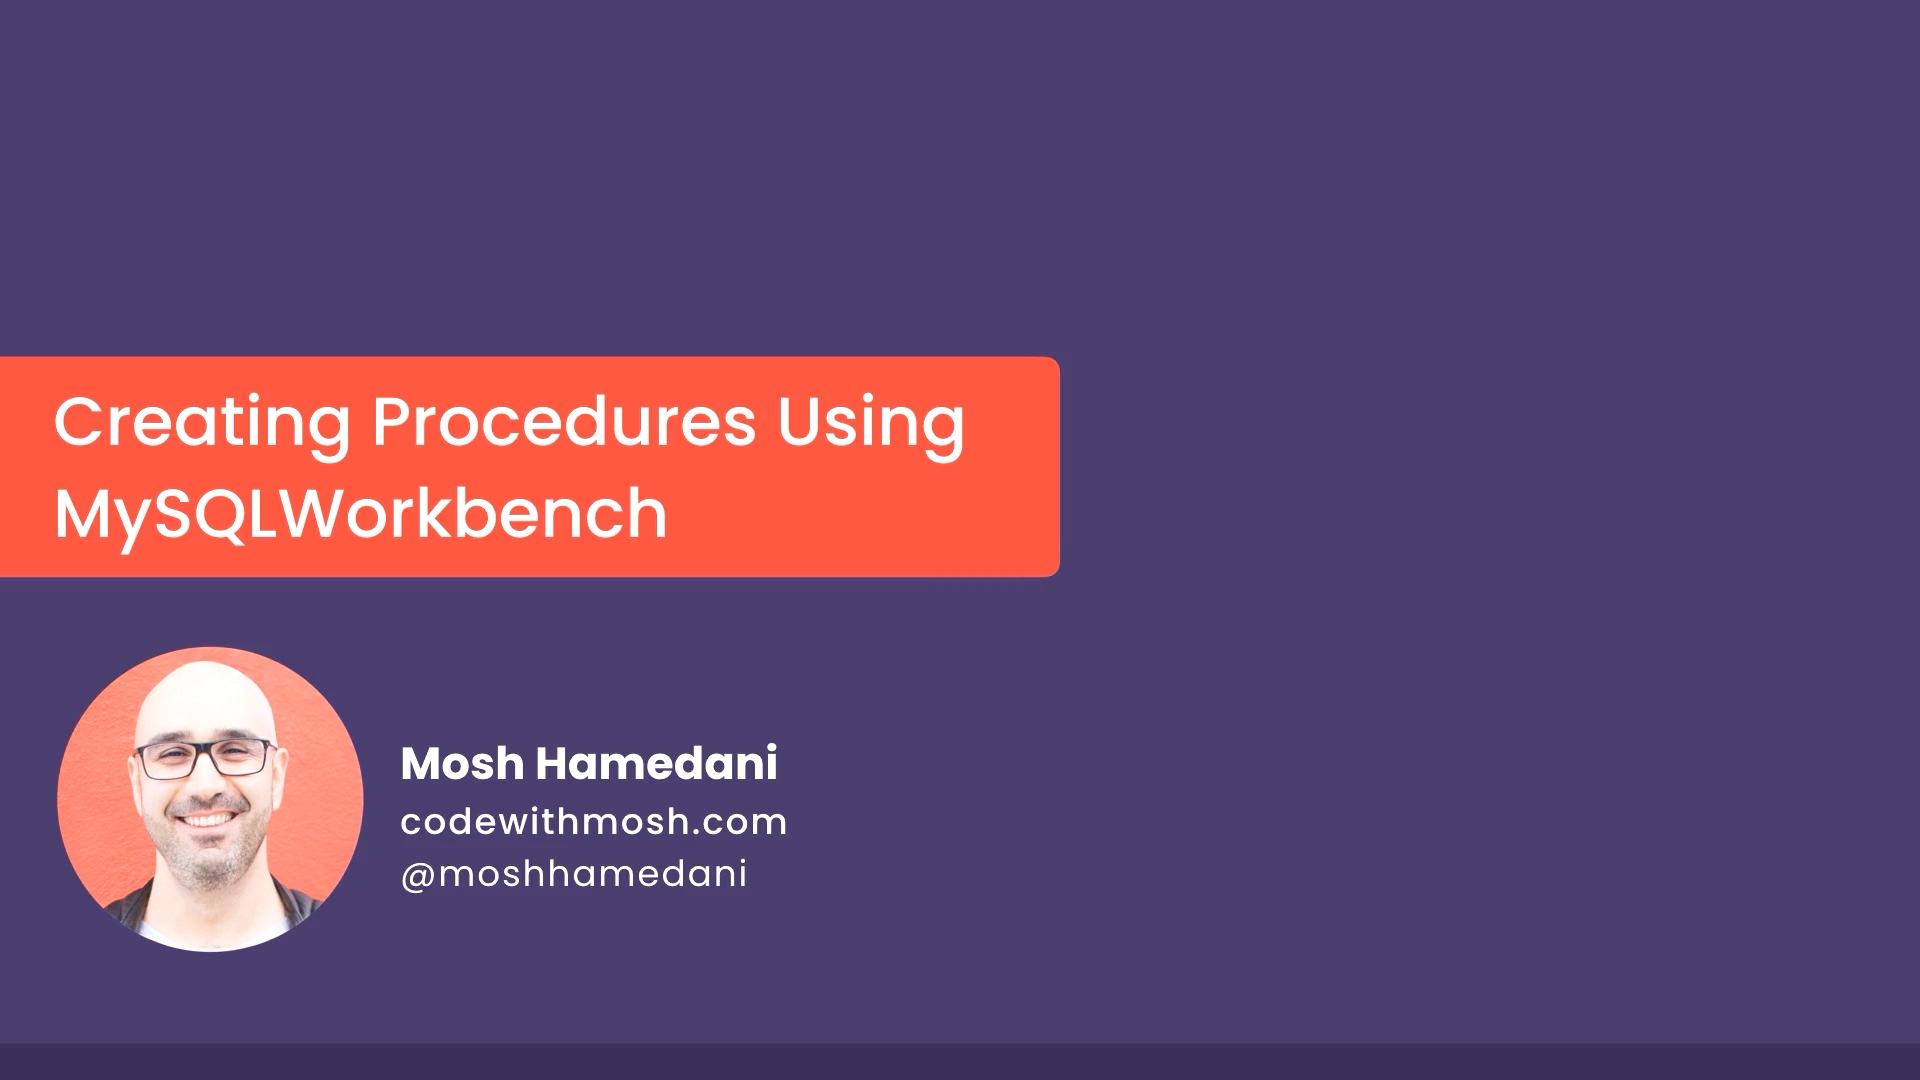 Creating Procedures Using
MySQLWorkbench
Mosh Hamedani
codewithmosh.com
@moshhamedani